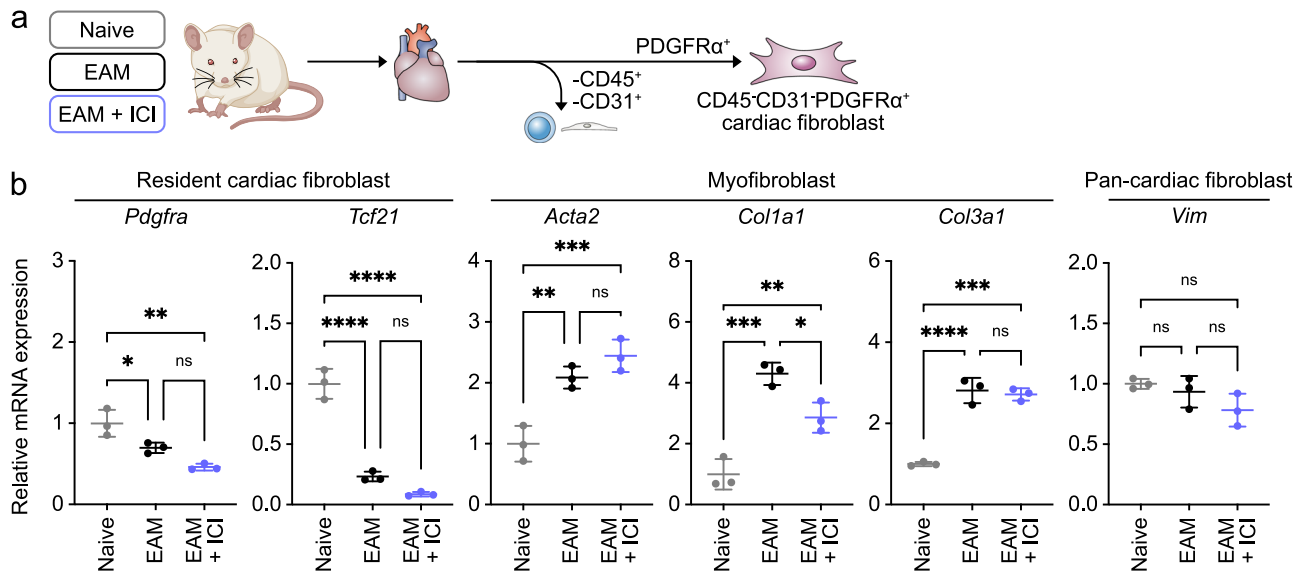 a
Naive
EAM
EAM + ICI
PDGFRα⁺
-CD45⁺
-CD31⁺
CD45⁻CD31⁻PDGFRα⁺
cardiac fibroblast
b
Resident cardiac fibroblast
Myofibroblast
Pan-cardiac fibroblast
Pdgfra
Tcf21
Acta2
Col1a1
Col3a1
Vim
Relative mRNA expression
3
2
1
0
**
*
ns
Naive
EAM
EAM
+ ICI
2.0
1.5
1.0
0.5
0.0
****
****
ns
Naive
EAM
EAM
+ ICI
4
3
2
1
0
***
**
ns
Naive
EAM
EAM
+ ICI
8
6
4
2
0
**
***
*
Naive
EAM
EAM
+ ICI
6
4
2
0
***
****
ns
Naive
EAM
EAM
+ ICI
2.0
1.5
1.0
0.5
0.0
ns
ns
ns
Naive
EAM
EAM
+ ICI